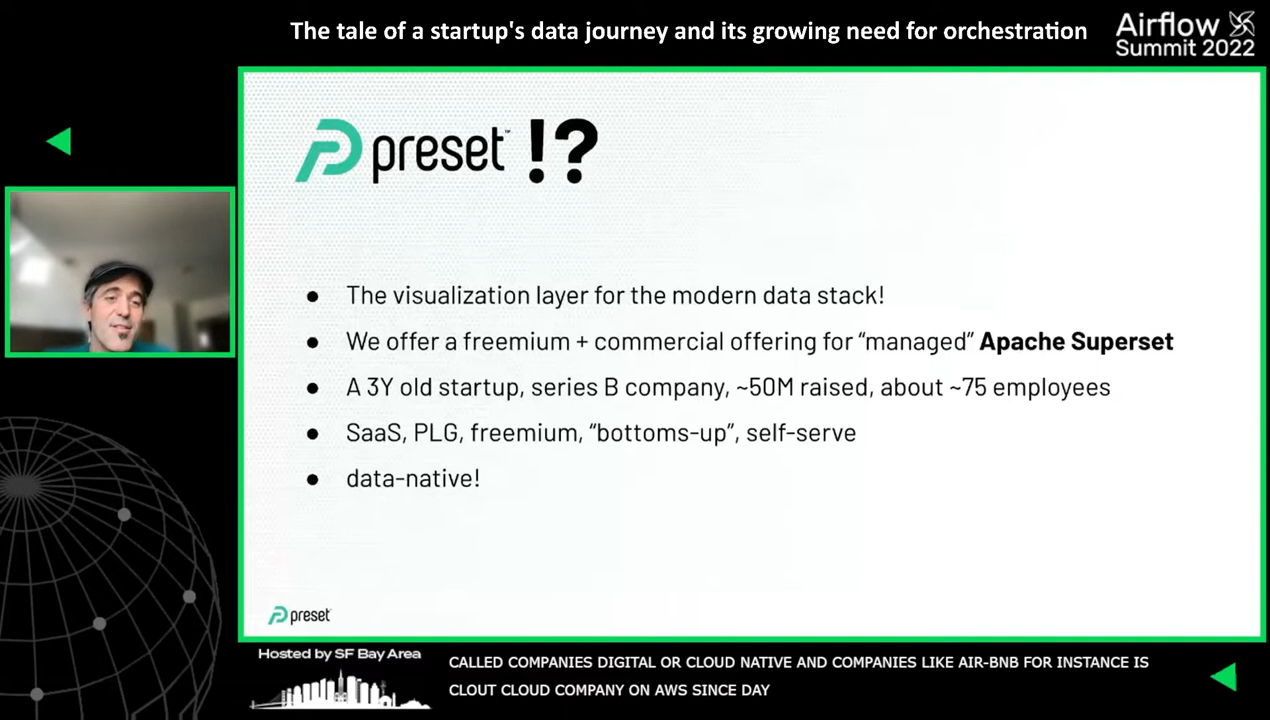 The tale of a startup's data journey and its growing need for orchestration
Airflow
Summit 2022
preset™ !?
● The visualization layer for the modern data stack!
● We offer a freemium + commercial offering for “managed” Apache Superset
● A 3Y old startup, series B company, ~50M raised, about ~75 employees
● SaaS, PLG, freemium, “bottoms-up”, self-serve
● data-native!
preset
Hosted by SF Bay Area
CALLED COMPANIES DIGITAL OR CLOUD NATIVE AND COMPANIES LIKE AIR-BNB FOR INSTANCE IS
CLOUT CLOUD COMPANY ON AWS SINCE DAY